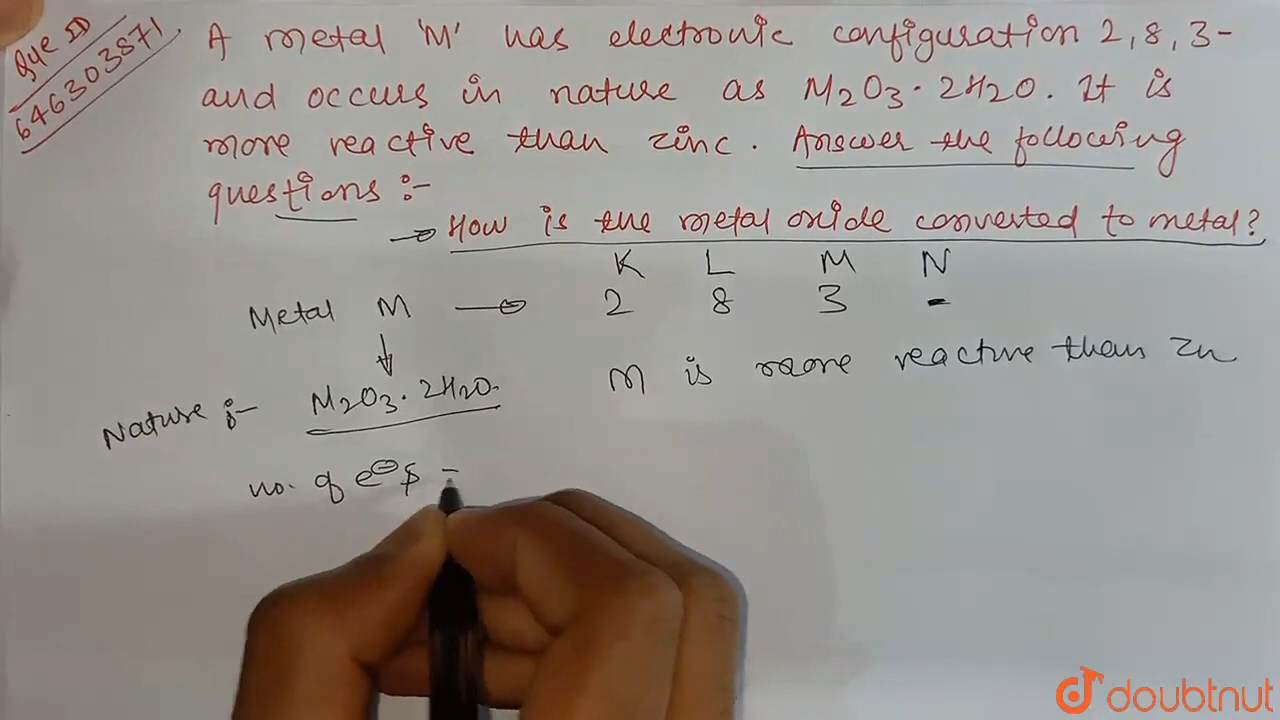 Que ID
646303871
A metal 'M' has electronic configuration 2,8,3-
and occurs in nature as M2O3·2H2O. It is
more reactive than zinc. Answer the following
questions :-
→ How is the metal oxide converted to metal?
K L M N
Metal M → 2 8 3 -
M is more reactive than Zn
Nature :- M2O3·2H2O.
no. of e⊖s -
doubtnut